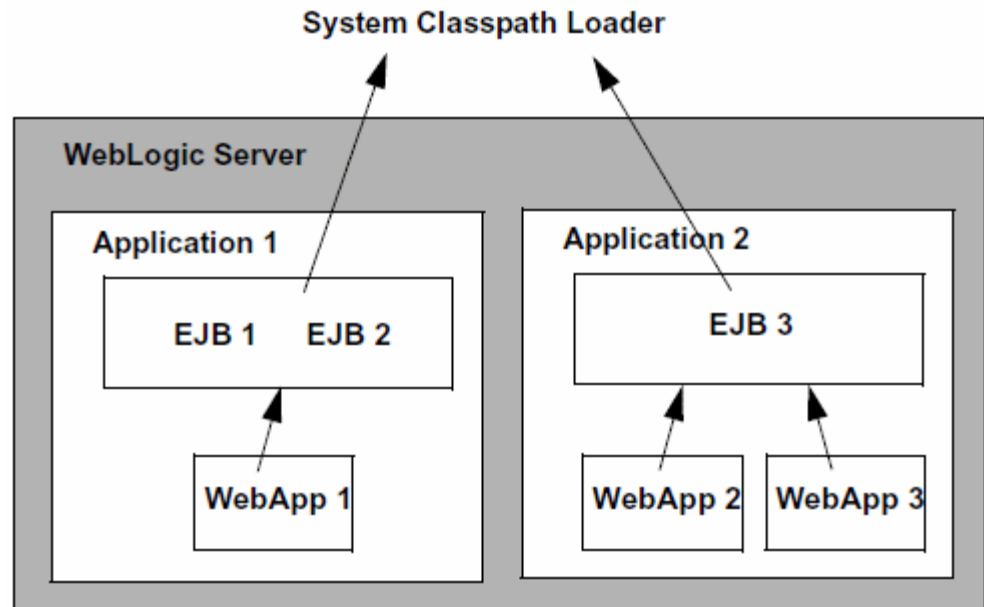 System Classpath Loader
WebLogic Server
Application 1
EJB 1 EJB 2
WebApp 1
Application 2
EJB 3
WebApp 2
WebApp 3